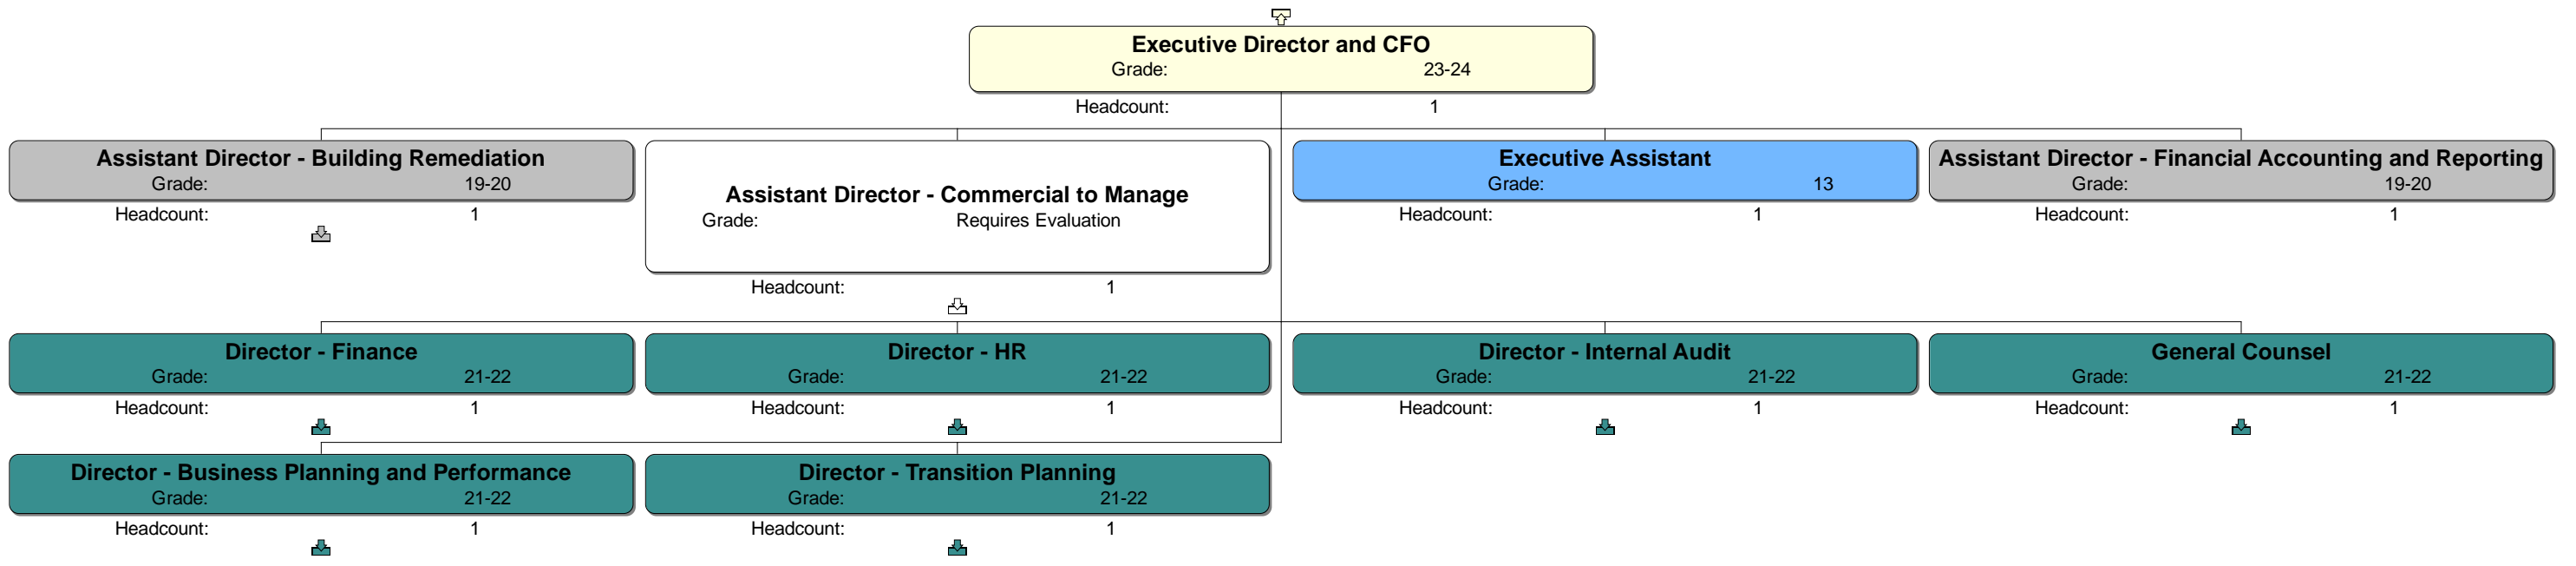 Executive Director and CFO
Grade: 23-24
Headcount: 1
Assistant Director - Building Remediation
Grade: 19-20
Headcount: 1
Assistant Director - Commercial to Manage
Grade: Requires Evaluation
Headcount: 1
Executive Assistant
Grade: 13
Headcount: 1
Assistant Director - Financial Accounting and Reporting
Grade: 19-20
Headcount: 1
Director - Finance
Grade: 21-22
Headcount: 1
Director - HR
Grade: 21-22
Headcount: 1
Director - Internal Audit
Grade: 21-22
Headcount: 1
General Counsel
Grade: 21-22
Headcount: 1
Director - Business Planning and Performance
Grade: 21-22
Headcount: 1
Director - Transition Planning
Grade: 21-22
Headcount: 1